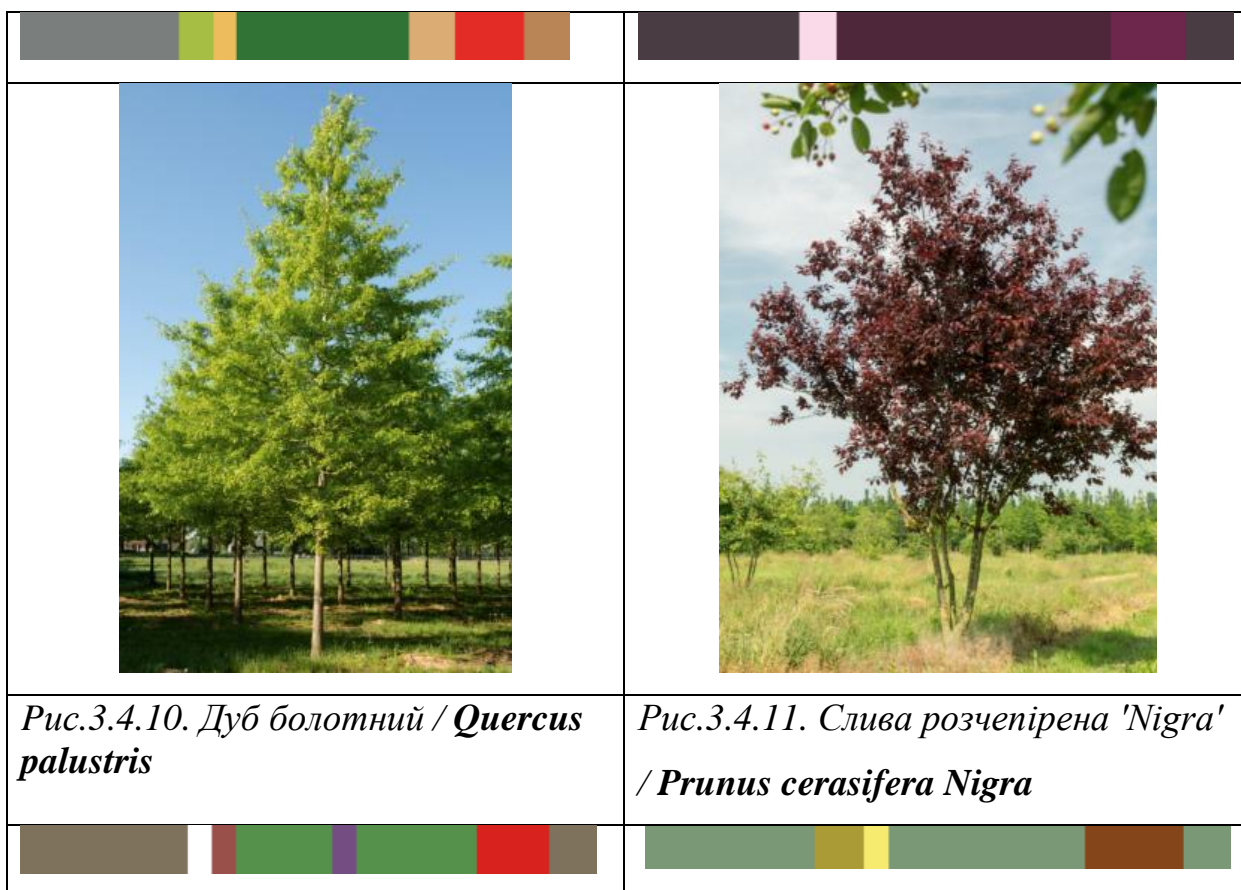 Рис.3.4.10. Дуб болотний / Quercus
palustris
Рис.3.4.11. Слива розчепірена 'Nigra'
/ Prunus cerasifera Nigra